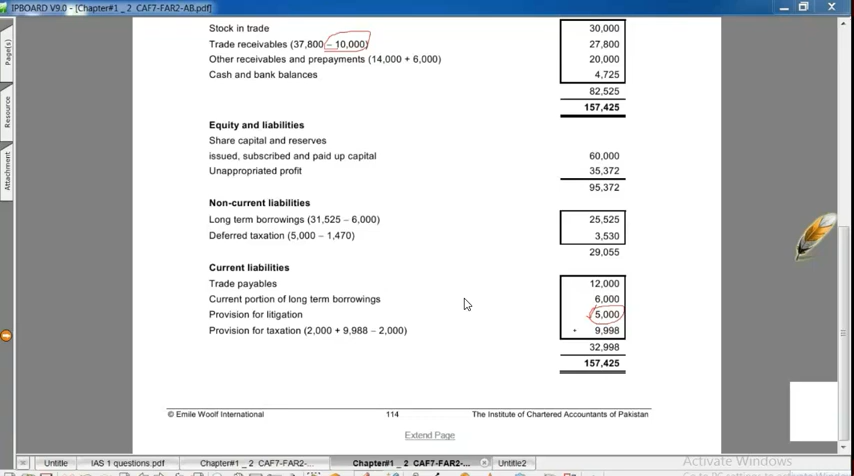 IPBOARD V9.0 - [Chapter#1 _ 2 CAF7-FAR2-AB.pdf]
Page(s)
Resource
Attachment
Stock in trade 30,000
Trade receivables (37,800 – 10,000) 27,800
Other receivables and prepayments (14,000 + 6,000) 20,000
Cash and bank balances 4,725
82,525
157,425
Equity and liabilities
Share capital and reserves
issued, subscribed and paid up capital 60,000
Unappropriated profit 35,372
95,372
Non-current liabilities
Long term borrowings (31,525 – 6,000) 25,525
Deferred taxation (5,000 – 1,470) 3,530
29,055
Current liabilities
Trade payables 12,000
Current portion of long term borrowings 6,000
Provision for litigation 5,000
Provision for taxation (2,000 + 9,988 – 2,000) 9,998
32,998
157,425
© Emile Woolf International 114 The Institute of Chartered Accountants of Pakistan
Extend Page
Activate Windows
Untitle IAS 1 questions.pdf Chapter#1 _ 2 CAF7-FAR2-... Chapter#1 _ 2 CAF7-FAR2-... Untitle2